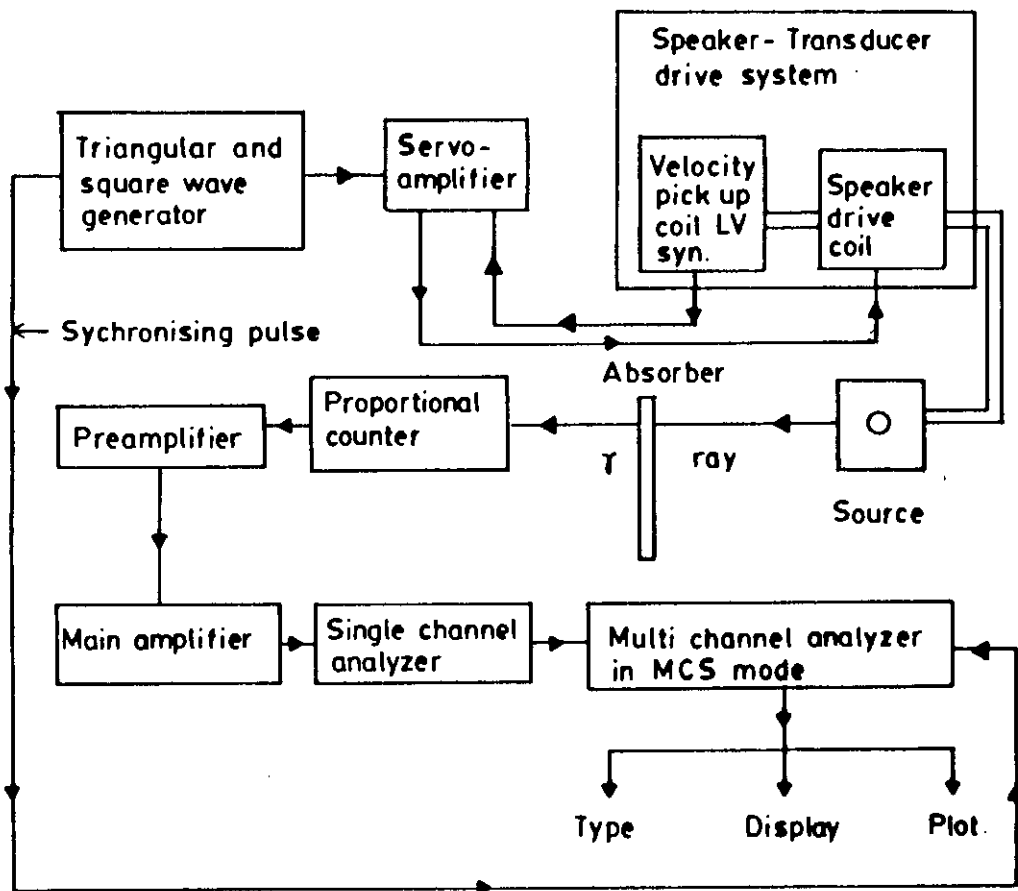 Speaker-Transducer
drive system
Triangular and
square wave
generator
Servo-
amplifier
Velocity
pick up
coil LV
syn.
Speaker
drive
coil
Sychronising pulse
Absorber
Preamplifier
Proportional
counter
γ ray
Source
Main amplifier
Single channel
analyzer
Multi channel analyzer
in MCS mode
Type
Display
Plot